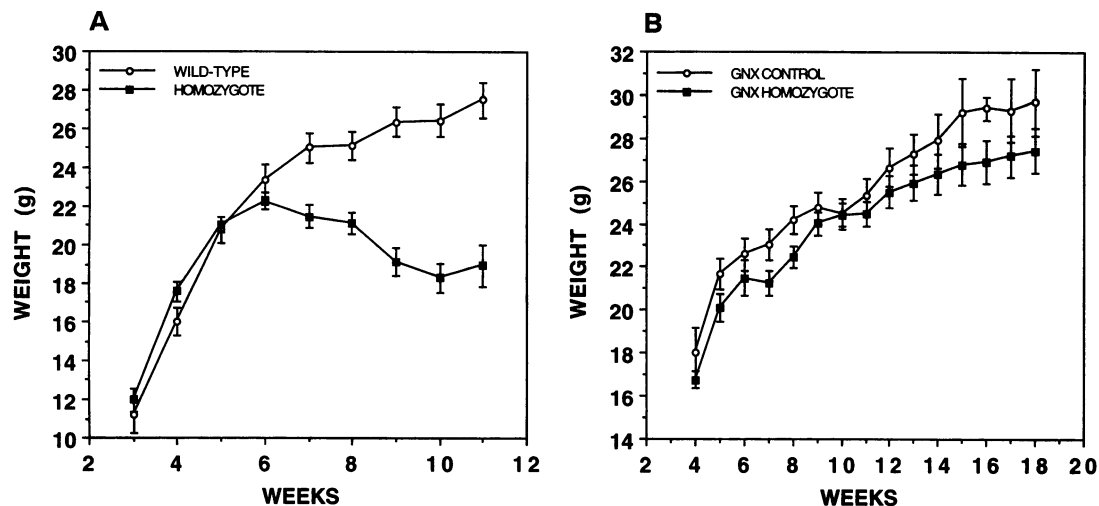 A
WILD-TYPE
HOMOZYGOTE
30
28
26
24
22
20
18
16
14
12
10
WEIGHT (g)
2 4 6 8 10 12
WEEKS
B
GNX CONTROL
GNX HOMOZYGOTE
32
30
28
26
24
22
20
18
16
14
WEIGHT (g)
2 4 6 8 10 12 14 16 18 20
WEEKS